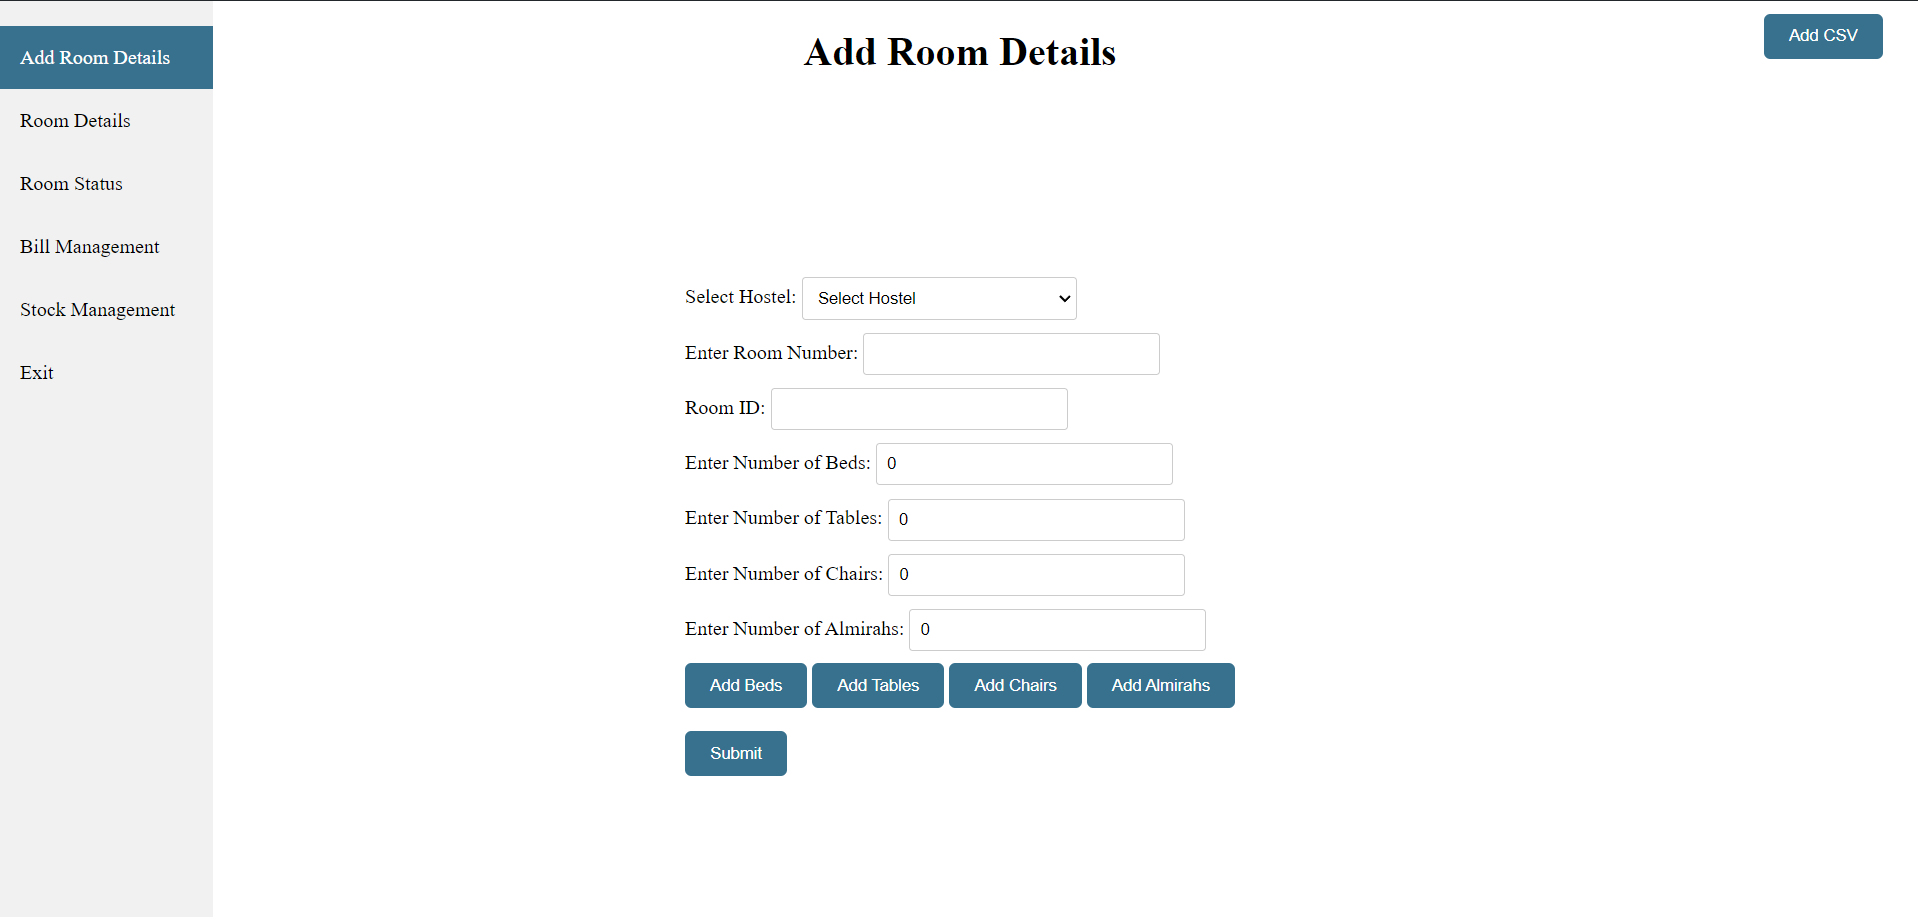 Add Room Details
Room Details
Room Status
Bill Management
Stock Management
Exit
Add Room Details
Add CSV
Select Hostel: Select Hostel
Enter Room Number:
Room ID:
Enter Number of Beds: 0
Enter Number of Tables: 0
Enter Number of Chairs: 0
Enter Number of Almirahs: 0
Add Beds Add Tables Add Chairs Add Almirahs
Submit